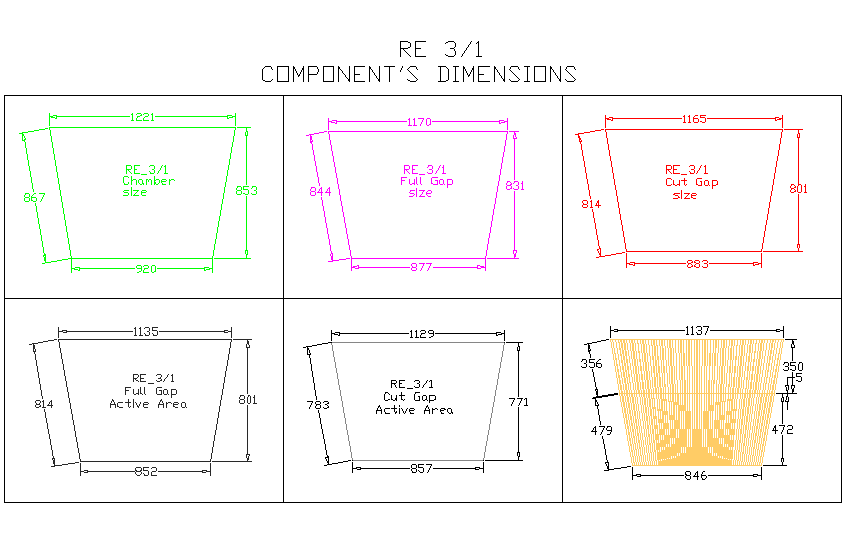 RE 3/1
COMPONENT'S DIMENSIONS
1221
RE_3/1
Chamber
size
867
853
920
1170
RE_3/1
Full Gap
size
844
831
877
1165
RE_3/1
Cut Gap
size
814
801
883
1135
RE_3/1
Full Gap
Active Area
814
801
852
1129
RE_3/1
Cut Gap
Active Area
783
771
857
1137
356
350
5
479
472
846